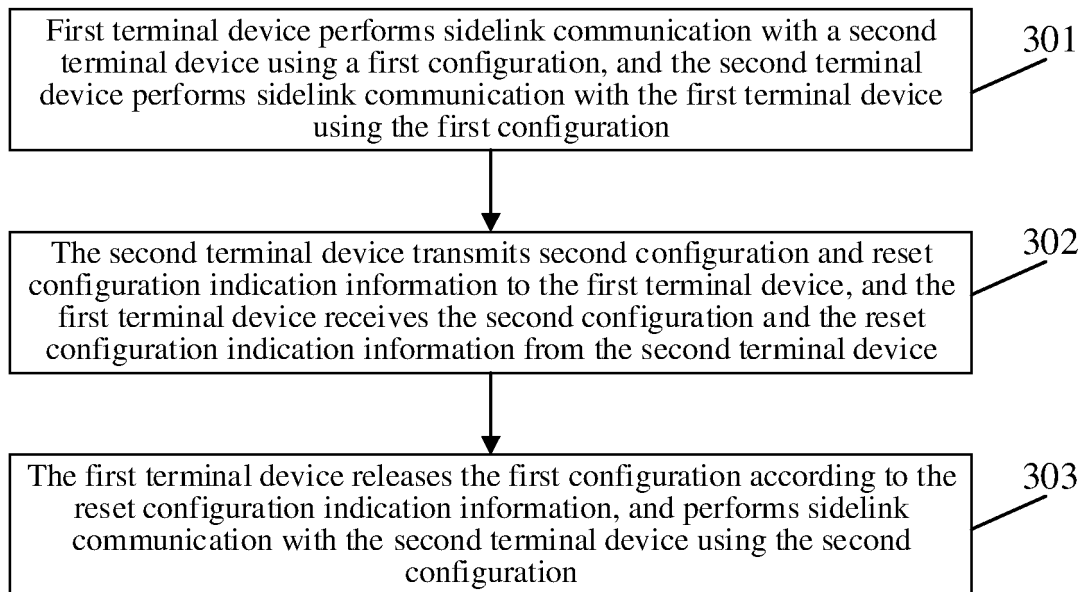 First terminal device performs sidelink communication with a second
terminal device using a first configuration, and the second terminal
device performs sidelink communication with the first terminal device
using the first configuration
301
The second terminal device transmits second configuration and reset
configuration indication information to the first terminal device, and the
first terminal device receives the second configuration and the reset
configuration indication information from the second terminal device
302
The first terminal device releases the first configuration according to the
reset configuration indication information, and performs sidelink
communication with the second terminal device using the second
configuration
303